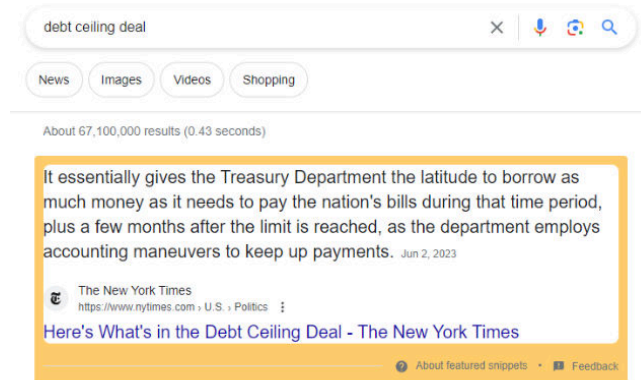 debt ceiling deal
News Images Videos Shopping
About 67,100,000 results (0.43 seconds)
It essentially gives the Treasury Department the latitude to borrow as
much money as it needs to pay the nation's bills during that time period,
plus a few months after the limit is reached, as the department employs
accounting maneuvers to keep up payments. Jun 2, 2023
The New York Times
https://www.nytimes.com › U.S. › Politics
Here's What's in the Debt Ceiling Deal - The New York Times
About featured snippets • Feedback